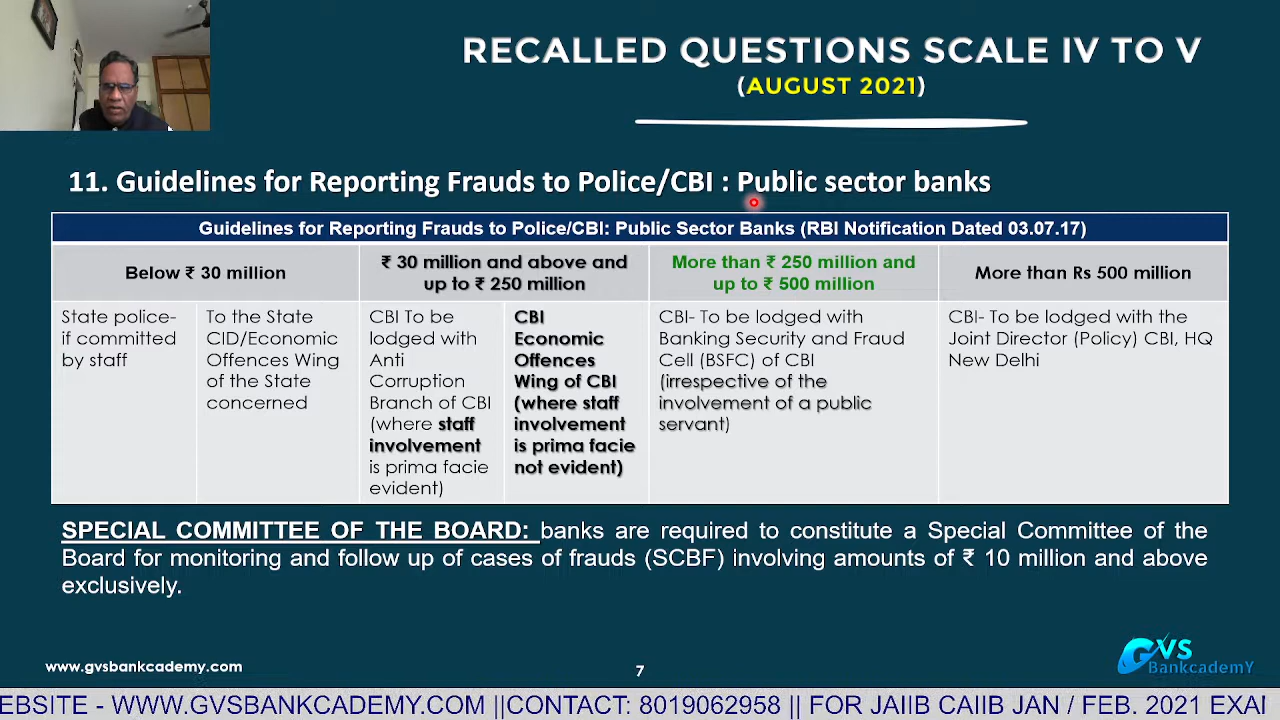 RECALLED QUESTIONS SCALE IV TO V
(AUGUST 2021)
11. Guidelines for Reporting Frauds to Police/CBI : Public sector banks
Guidelines for Reporting Frauds to Police/CBI: Public Sector Banks (RBI Notification Dated 03.07.17)
Below ₹ 30 million
₹ 30 million and above and
up to ₹ 250 million
More than ₹ 250 million and
up to ₹ 500 million
More than Rs 500 million
State police-
if committed
by staff
To the State
CID/Economic
Offences Wing
of the State
concerned
CBI To be
lodged with
Anti
Corruption
Branch of CBI
(where staff
involvement
is prima facie
evident)
CBI
Economic
Offences
Wing of CBI
(where staff
involvement
is prima facie
not evident)
CBI- To be lodged with
Banking Security and Fraud
Cell (BSFC) of CBI
(irrespective of the
involvement of a public
servant)
CBI- To be lodged with the
Joint Director (Policy) CBI, HQ
New Delhi
SPECIAL COMMITTEE OF THE BOARD: banks are required to constitute a Special Committee of the
Board for monitoring and follow up of cases of frauds (SCBF) involving amounts of ₹ 10 million and above
exclusively.
www.gvsbankcademy.com
7
GVS
BankcademY
EBSITE - WWW.GVSBANKCADEMY.COM ||CONTACT: 8019062958 || FOR JAIIB CAIIB JAN / FEB. 2021 EXAI